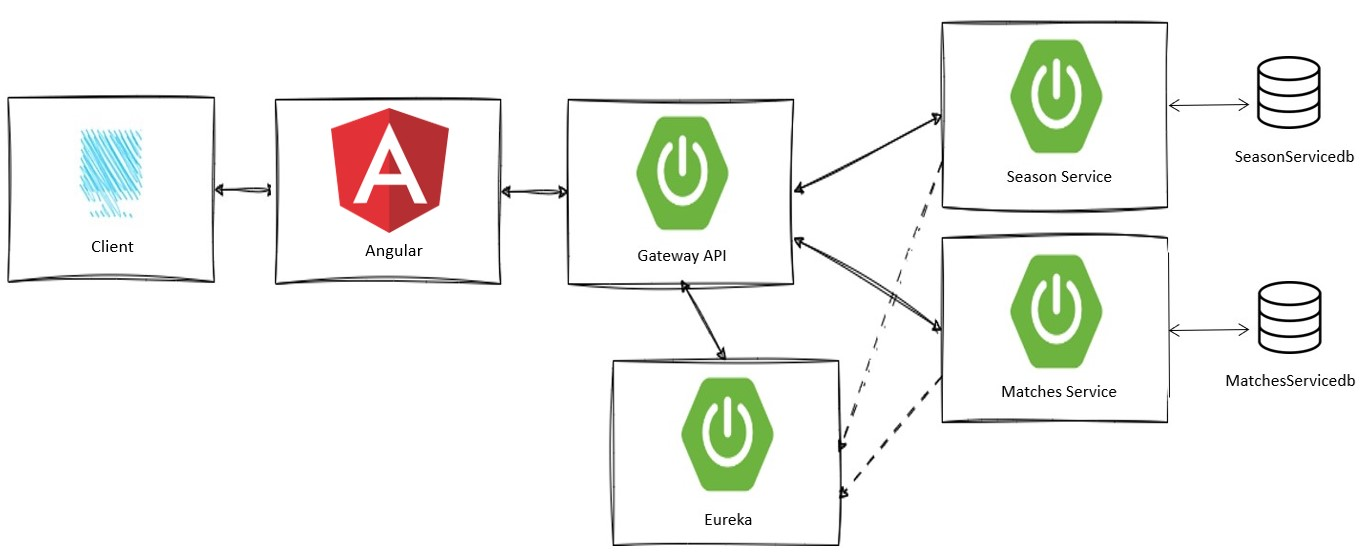 Client
Angular
Gateway API
Eureka
Season Service
SeasonServicedb
Matches Service
MatchesServicedb